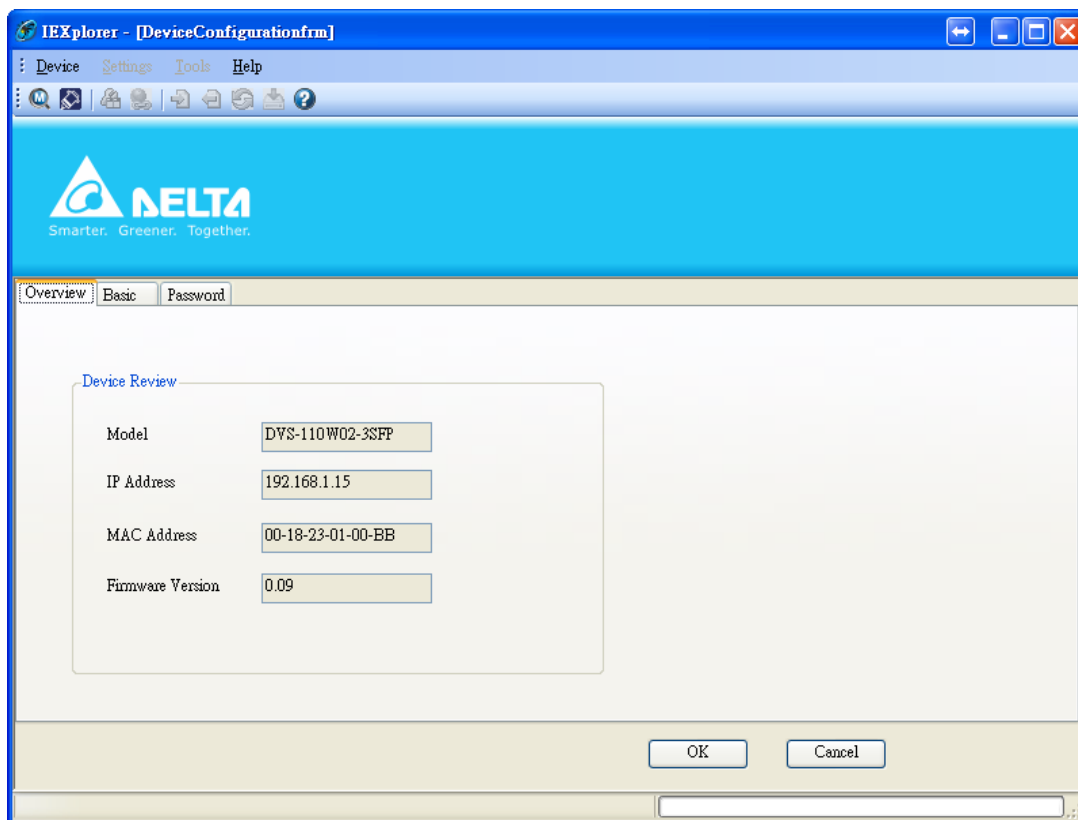 IEXplorer - [DeviceConfigurationfrm]
Device Settings Tools Help
DELTA
Smarter. Greener. Together.
Overview Basic Password
Device Review
Model DVS-110W02-3SFP
IP Address 192.168.1.15
MAC Address 00-18-23-01-00-BB
Firmware Version 0.09
OK Cancel